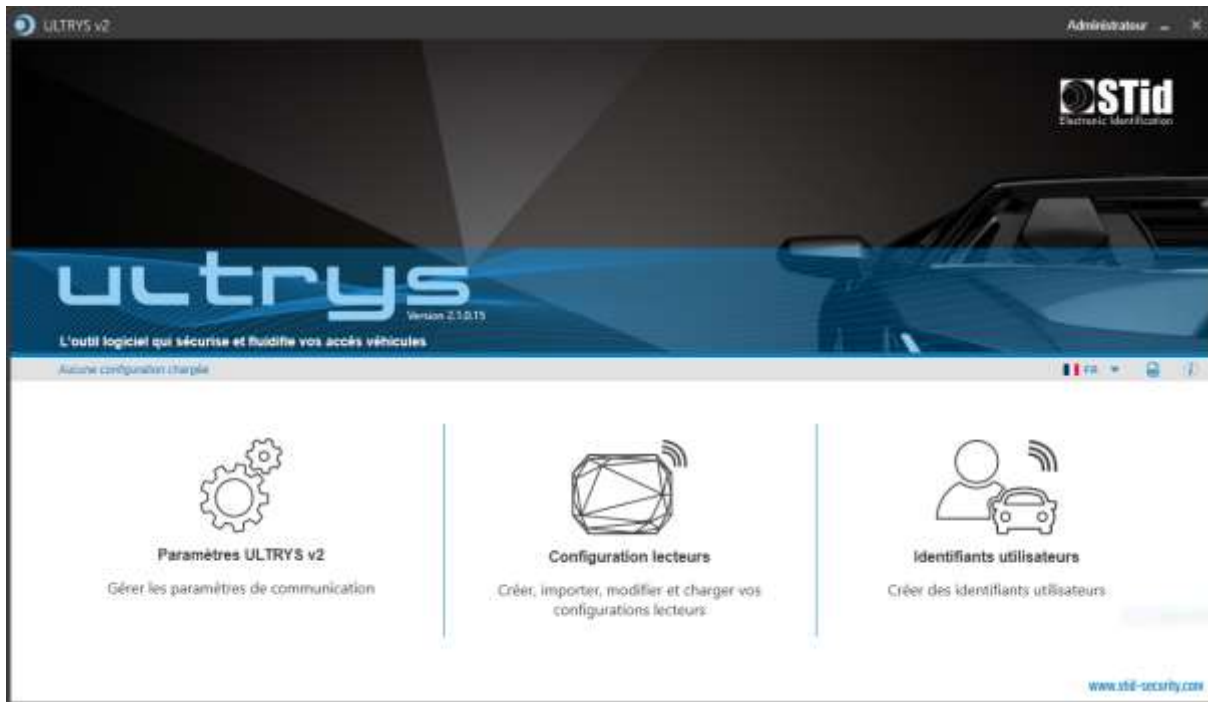 ULTRYS v2
Administrateur
STid
Electronic Identification
ultrys
Version 2.1.0.15
L'outil logiciel qui sécurise et fluidifie vos accès véhicules
Aucune configuration chargée
FR
Paramètres ULTRYS v2
Gérer les paramètres de communication
Configuration lecteurs
Créer, importer, modifier et charger vos
configurations lecteurs
Identifiants utilisateurs
Créer des identifiants utilisateurs
www.stid-security.com